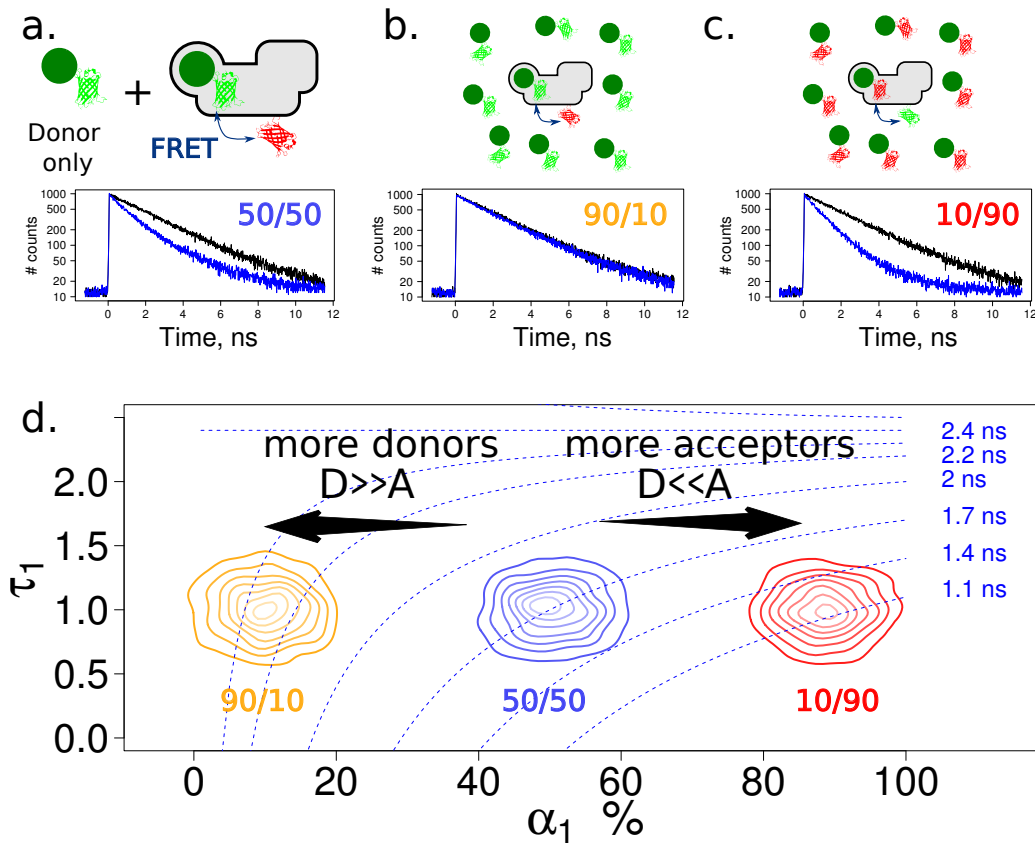 a.
Donor
only
+
FRET
b.
c.
50/50
1000
500
200
100
50
20
10
# counts
0 2 4 6 8 10 12
Time, ns
90/10
1000
500
200
100
50
20
10
# counts
0 2 4 6 8 10 12
Time, ns
10/90
1000
500
200
100
50
20
10
# counts
0 2 4 6 8 10 12
Time, ns
d.
more donors
D>>A
more acceptors
D<<A
2.4 ns
2.2 ns
2 ns
1.7 ns
1.4 ns
1.1 ns
2.0
1.5
1.0
0.5
0.0
τ1
90/10
50/50
10/90
0 20 40 60 80 100
α1 %